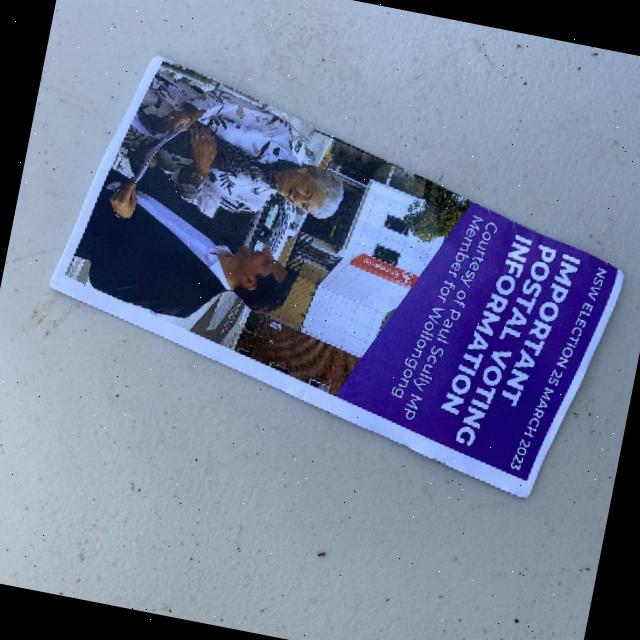 NSW ELECTION 25 MARCH 2023
IMPORTANT
POSTAL VOTING
INFORMATION
Courtesy of Paul Scully MP
Member for Wollongong